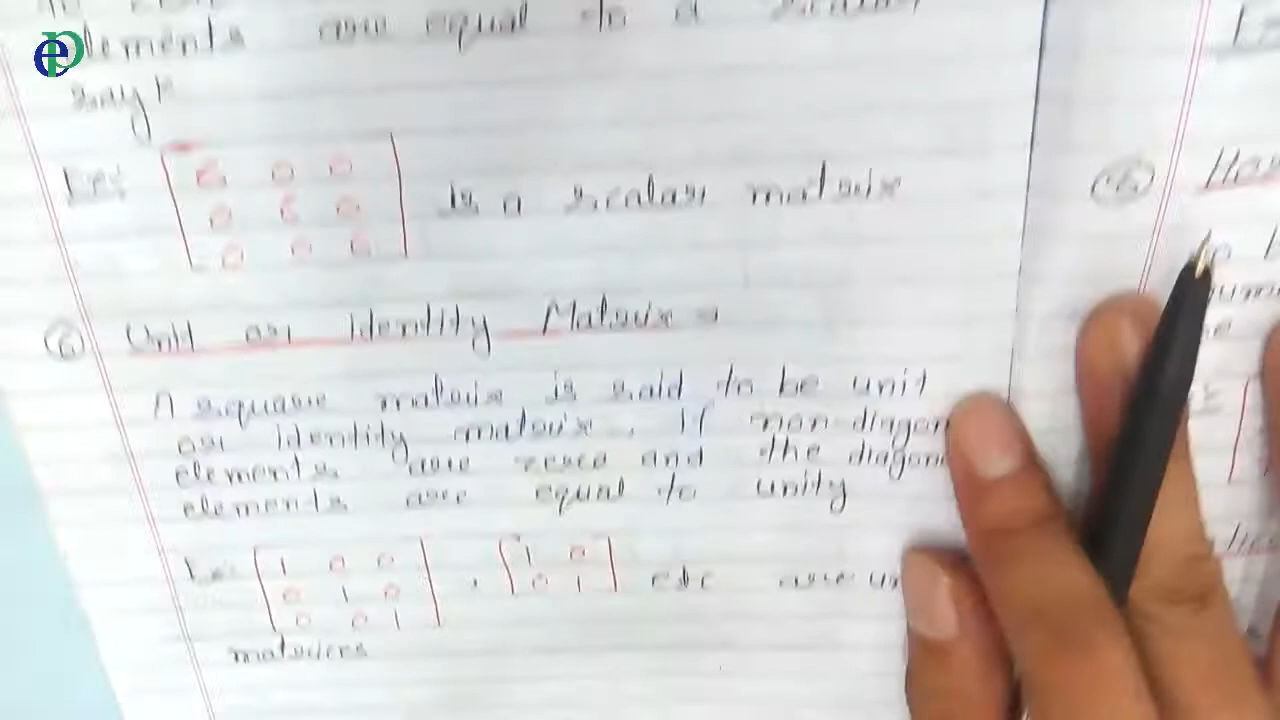 ep
elements are equal to a scalar
say k
Ex:
6 0 0
0 6 0
0 0 6
is a scalar matrix
⑥ Unit or identity Matrix :
A square matrix is said to be unit
or identity matrix, if non-diagon
elements are zero and the diagon
elements are equal to unity
Ex:
1 0 0
0 1 0
0 0 1
,
1 0
0 1
etc are un
matrices